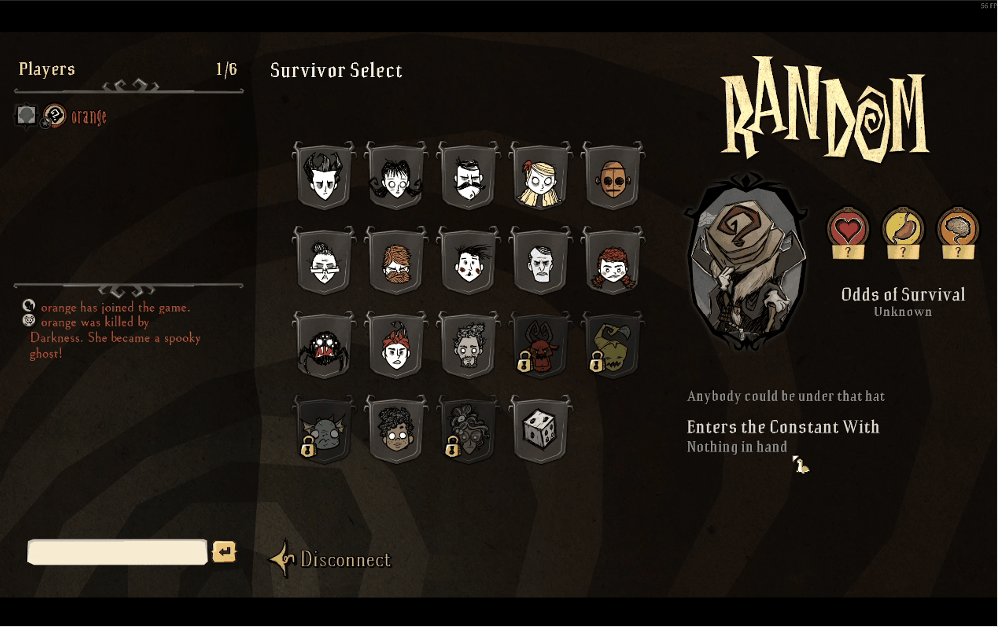 56 FP
Players 1/6
Survivor Select
RANDOM
orange
?
?
?
Odds of Survival
Unknown
orange has joined the game.
orange was killed by
Darkness. She became a spooky
ghost!
Anybody could be under that hat
Enters the Constant With
Nothing in hand
Disconnect